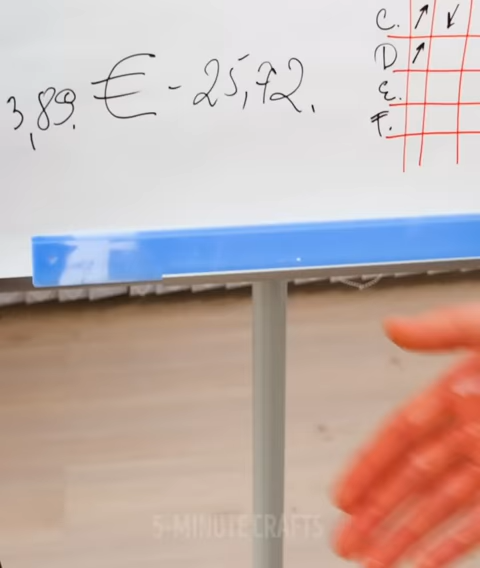 3,89. € - 25,72.
C. ↗ ↙
D ↗
E.
F.
5-MINUTE CRAFTS